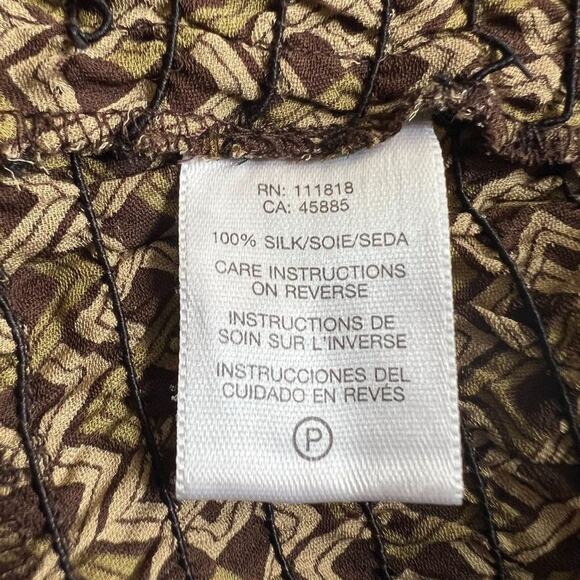 RN: 111818
CA: 45885
100% SILK/SOIE/SEDA
CARE INSTRUCTIONS
ON REVERSE
INSTRUCTIONS DE
SOIN SUR L'INVERSE
INSTRUCCIONES DEL
CUIDADO EN REVÉS
P